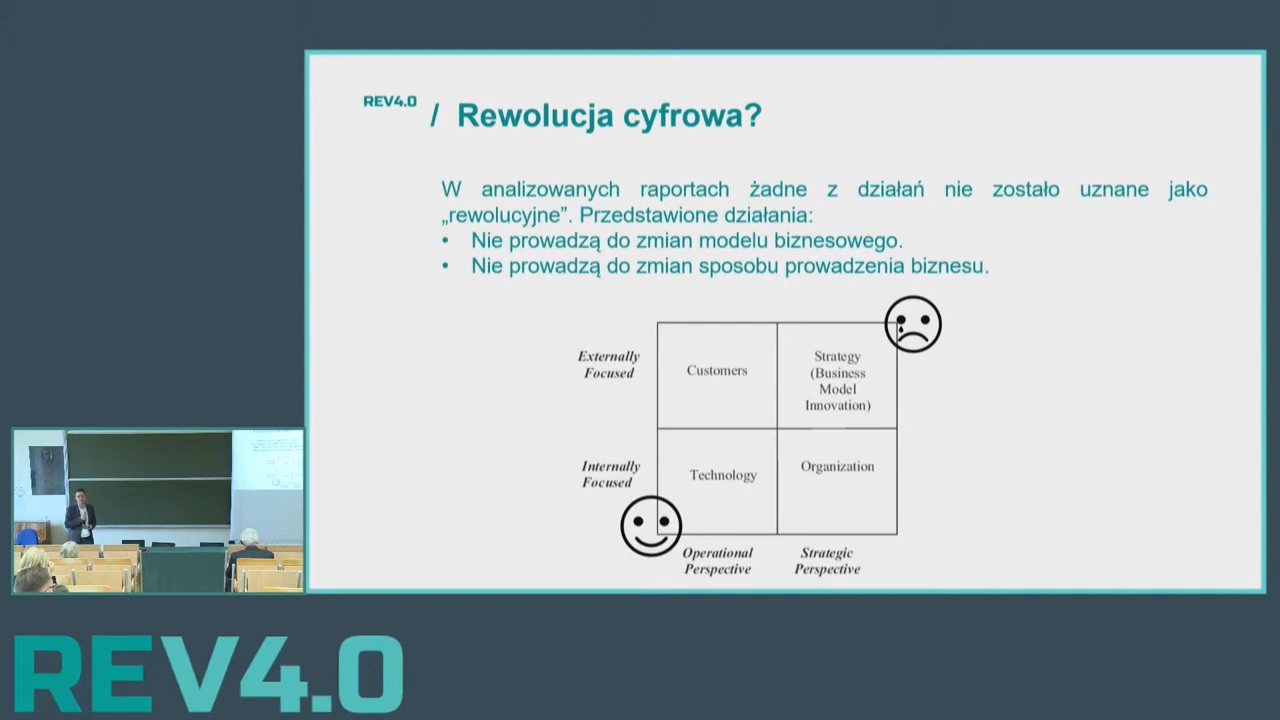 REV4.0
/ Rewolucja cyfrowa?
W analizowanych raportach żadne z działań nie zostało uznane jako
„rewolucyjne”. Przedstawione działania:
• Nie prowadzą do zmian modelu biznesowego.
• Nie prowadzą do zmian sposobu prowadzenia biznesu.
Externally
Focused
Customers
Strategy
(Business
Model
Innovation)
Internally
Focused
Technology
Organization
Operational
Perspective
Strategic
Perspective
REV4.0